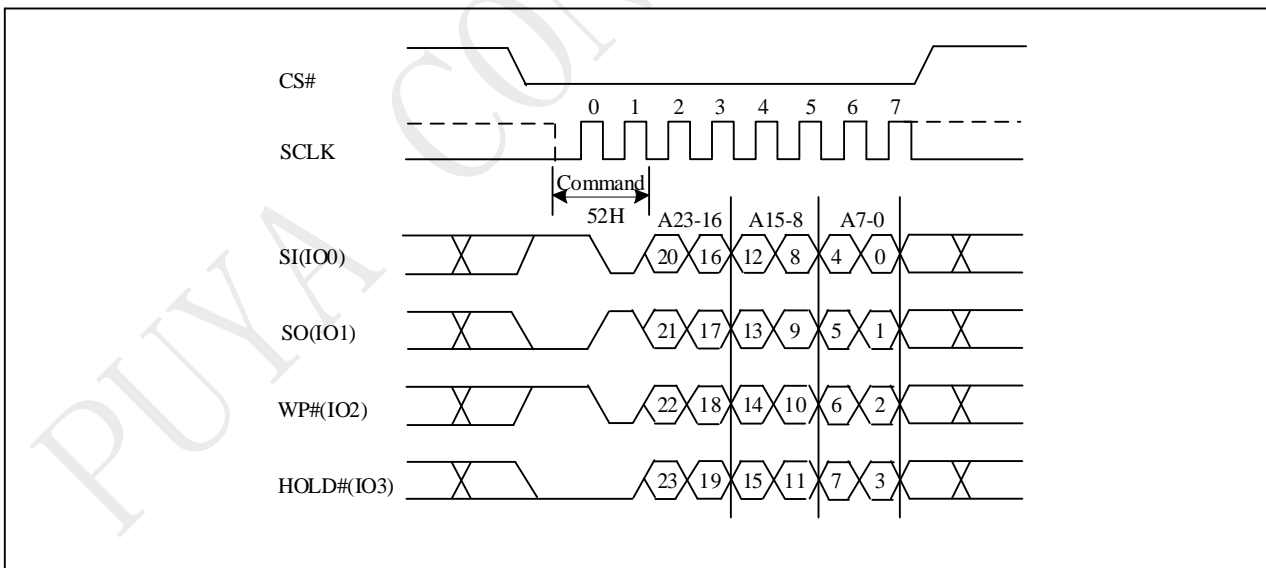 PUYA CON
CS#
0 1 2 3 4 5 6 7
SCLK
Command
52H
A23-16 A15-8 A7-0
SI(IO0) 20 16 12 8 4 0
SO(IO1) 21 17 13 9 5 1
WP#(IO2) 22 18 14 10 6 2
HOLD#(IO3) 23 19 15 11 7 3